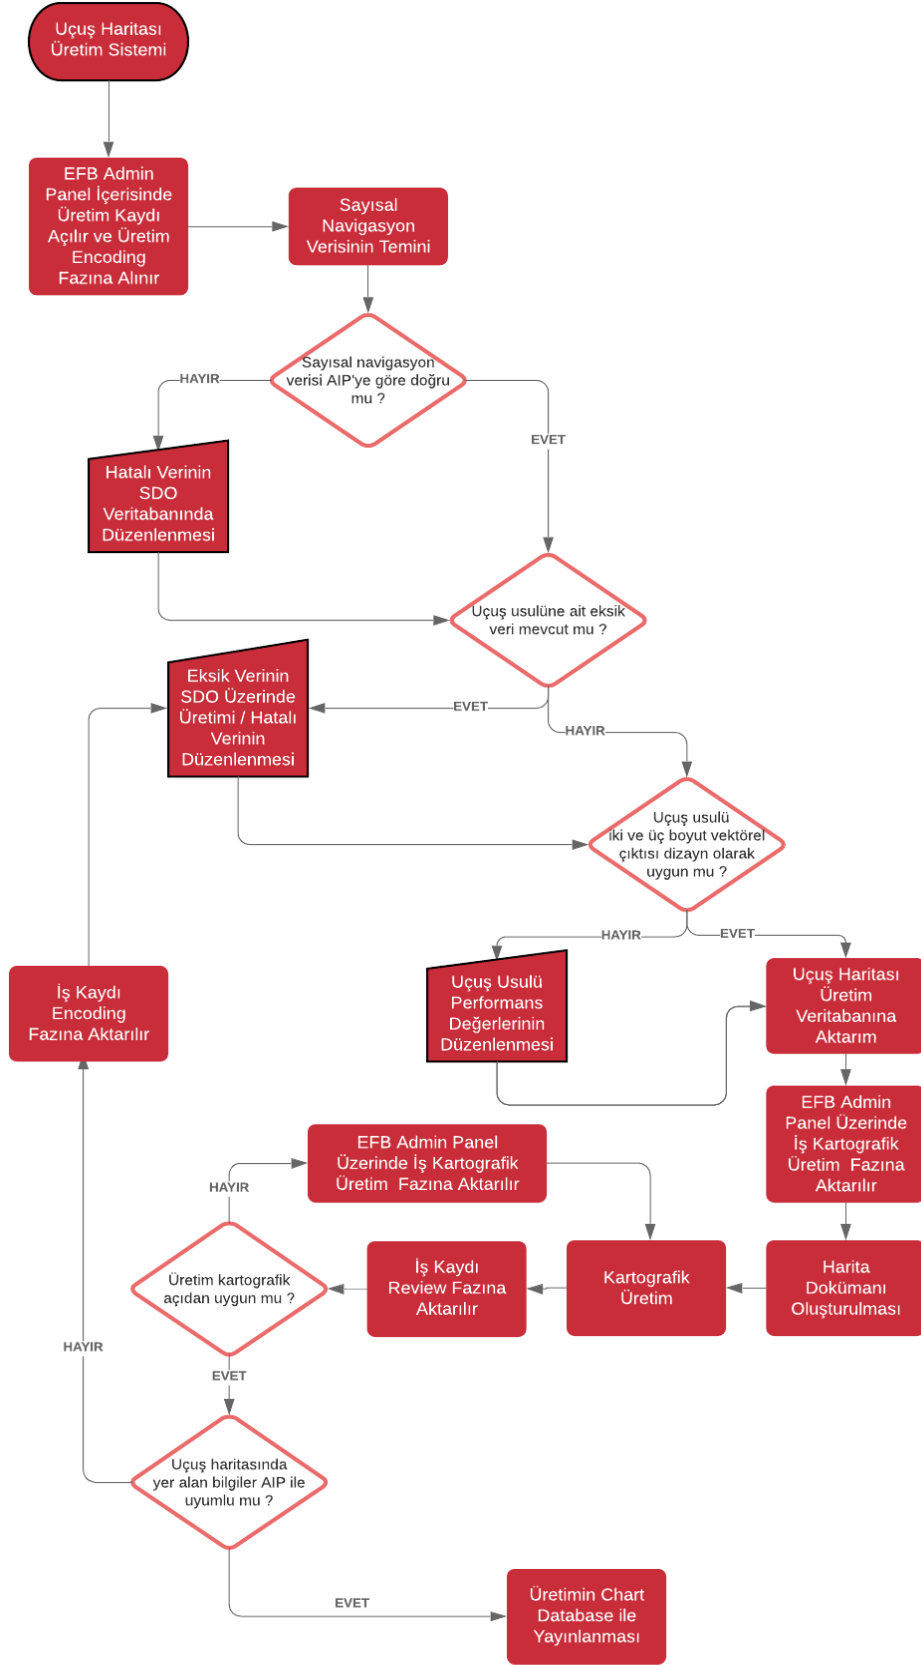 Uçuş Haritası
Üretim Sistemi
EFB Admin
Panel İçerisinde
Üretim Kaydı
Açılır ve Üretim
Encoding
Fazına Alınır
Sayısal
Navigasyon
Verisinin Temini
Sayısal navigasyon
verisi AIP'ye göre doğru
mu ?
HAYIR
EVET
Hatalı Verinin
SDO
Veritabanında
Düzenlenmesi
Uçuş usulüne ait eksik
veri mevcut mu ?
EVET
HAYIR
Eksik Verinin
SDO Üzerinde
Üretimi / Hatalı
Verinin
Düzenlenmesi
Uçuş usulü
iki ve üç boyut vektörel
çıktısı dizayn olarak
uygun mu ?
HAYIR
EVET
Uçuş Usulü
Performans
Değerlerinin
Düzenlenmesi
Uçuş Haritası
Üretim
Veritabanına
Aktarım
İş Kaydı
Encoding
Fazına Aktarılır
EFB Admin
Panel Üzerinde
İş Kartografik
Üretim Fazına
Aktarılır
EFB Admin Panel
Üzerinde İş Kartografik
Üretim Fazına Aktarılır
HAYIR
Harita
Dokümanı
Oluşturulması
Kartografik
Üretim
İş Kaydı
Review Fazına
Aktarılır
Üretim kartografik
açıdan uygun mu ?
HAYIR
EVET
Uçuş haritasında
yer alan bilgiler AIP ile
uyumlu mu ?
EVET
Üretimin Chart
Database ile
Yayınlanması